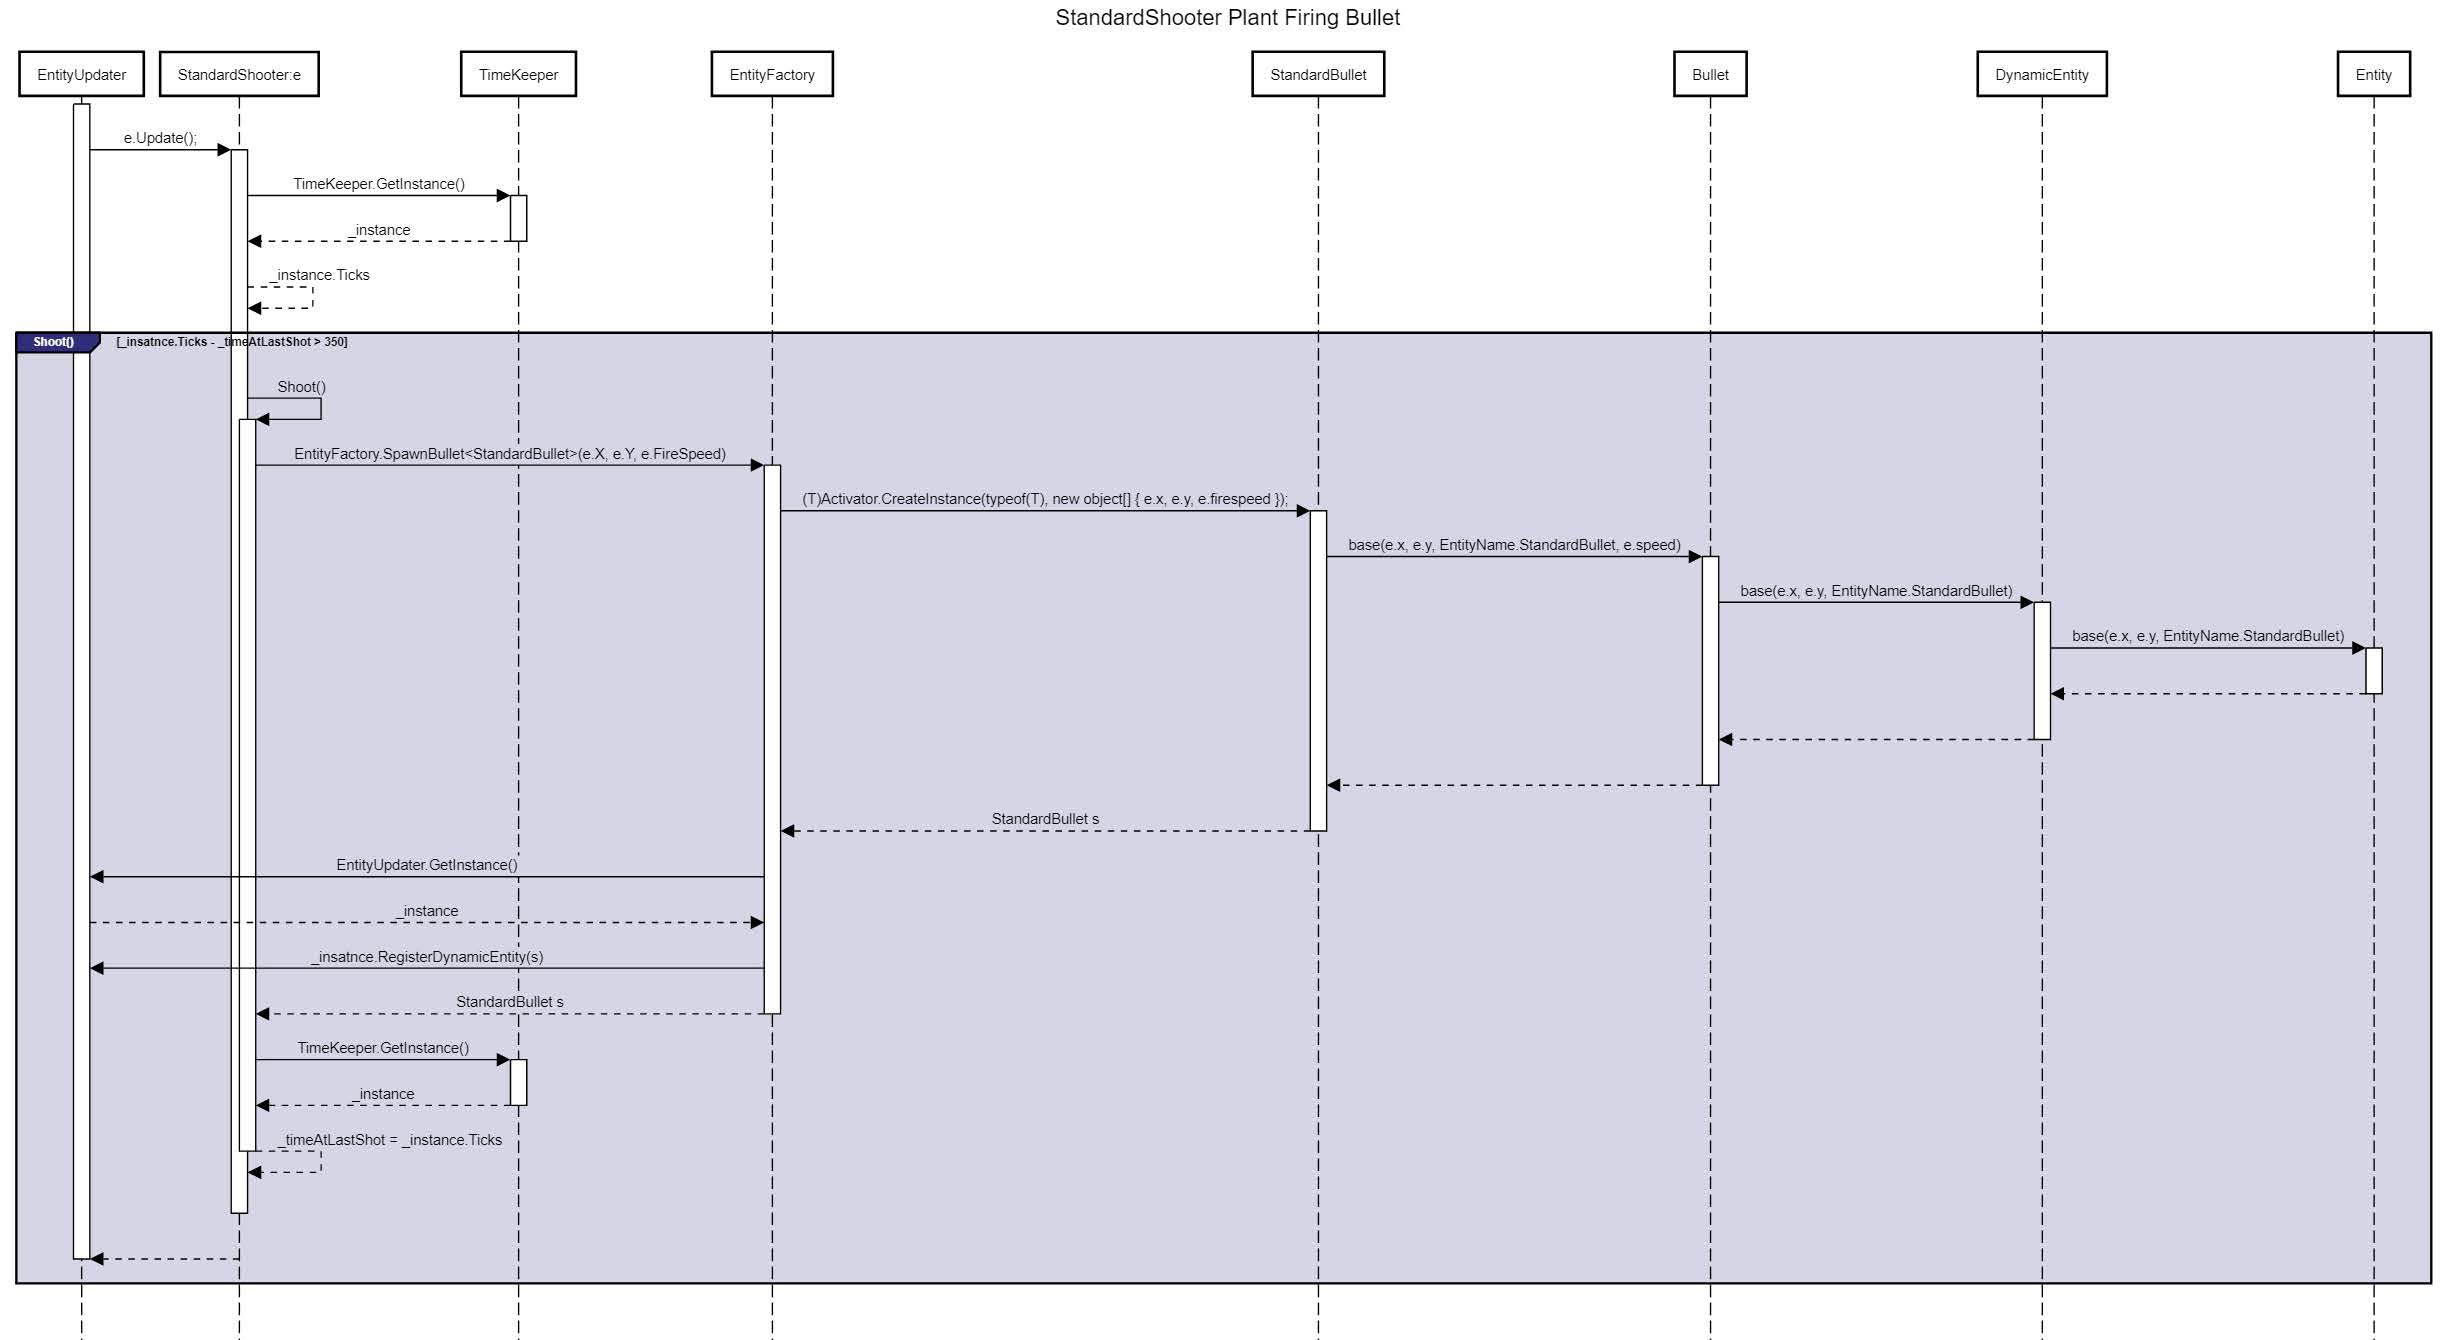 StandardShooter Plant Firing Bullet
EntityUpdater
StandardShooter:e
TimeKeeper
EntityFactory
StandardBullet
Bullet
DynamicEntity
Entity
e.Update();
TimeKeeper.GetInstance()
_instance
_instance.Ticks
Shoot()
[_insatnce.Ticks - _timeAtLastShot > 350]
Shoot()
EntityFactory.SpawnBullet<StandardBullet>(e.X, e.Y, e.FireSpeed)
(T)Activator.CreateInstance(typeof(T), new object[] { e.x, e.y, e.firespeed });
base(e.x, e.y, EntityName.StandardBullet, e.speed)
base(e.x, e.y, EntityName.StandardBullet)
base(e.x, e.y, EntityName.StandardBullet)
StandardBullet s
EntityUpdater.GetInstance()
_instance
_insatnce.RegisterDynamicEntity(s)
StandardBullet s
TimeKeeper.GetInstance()
_instance
_timeAtLastShot = _instance.Ticks